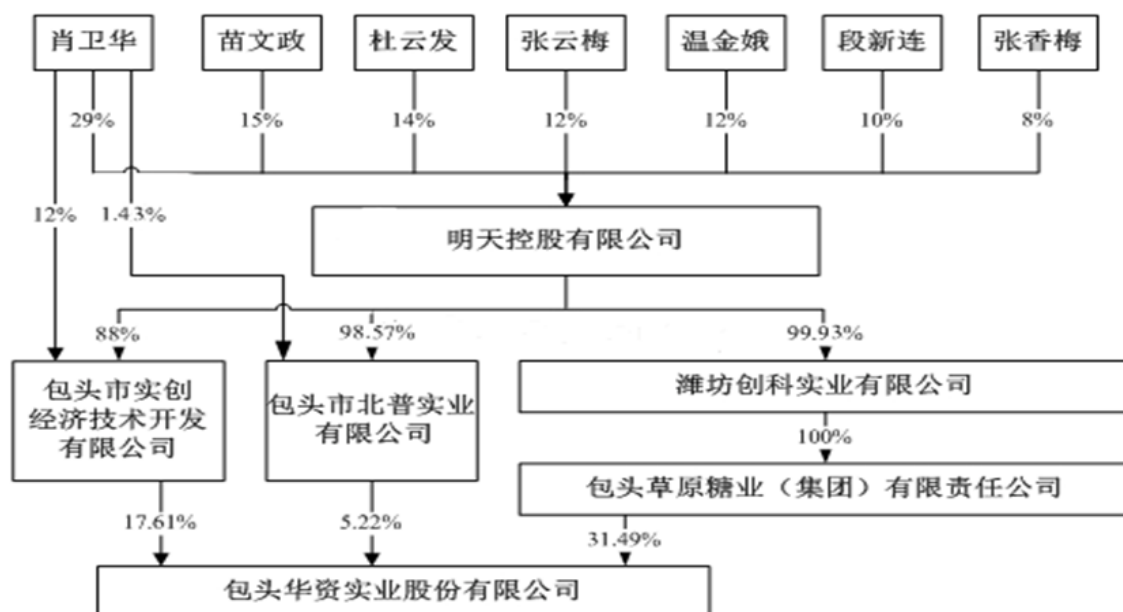 肖卫华
苗文政
杜云发
张云梅
温金娥
段新连
张香梅
29%
15%
14%
12%
12%
10%
8%
12%
1.43%
明天控股有限公司
88%
98.57%
99.93%
包头市实创
经济技术开发
有限公司
包头市北普实业
有限公司
潍坊创科实业有限公司
100%
包头草原糖业（集团）有限责任公司
17.61%
5.22%
31.49%
包头华资实业股份有限公司